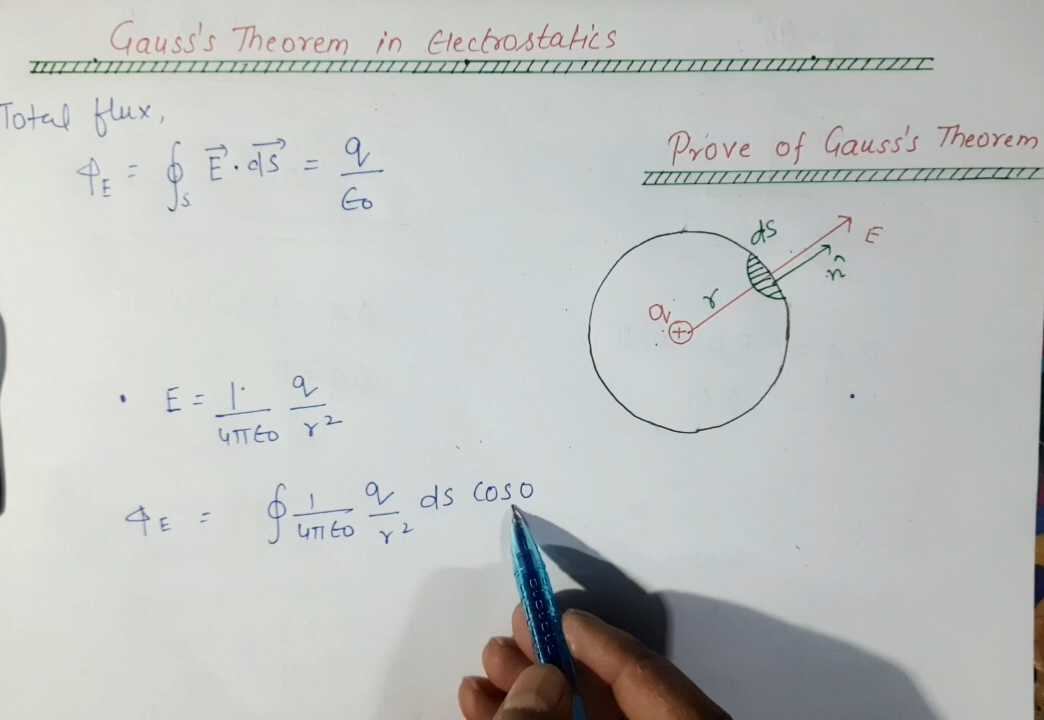 Gauss's Theorem in Electrostatics
Total flux,
ϕE = ∮S E⃗ · ds⃗ = q/ϵ0
Prove of Gauss's Theorem
ds
E
n̂
r
q
+
E = 1/4πϵ0 q/r²
ϕE = ∮ 1/4πϵ0 q/r² ds cos0